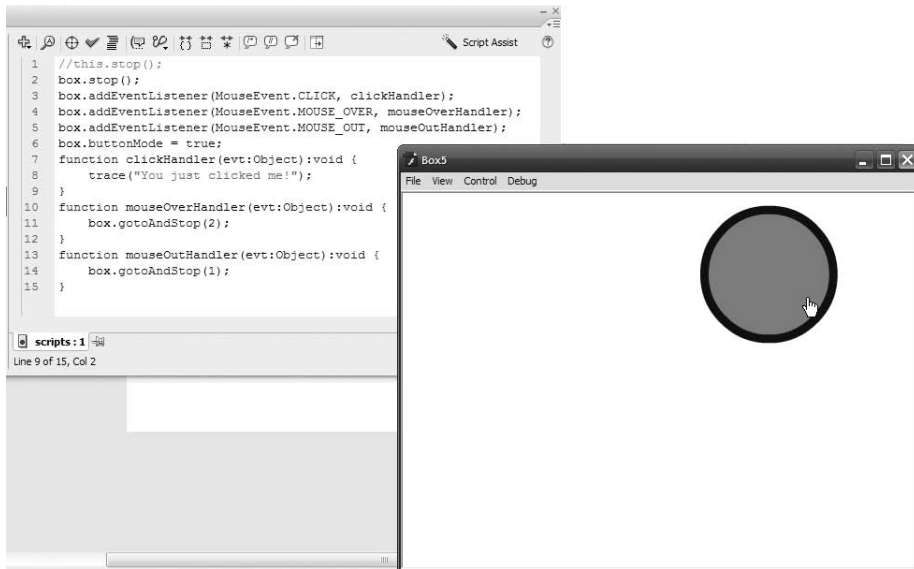 Script Assist
1 //this.stop();
2 box.stop();
3 box.addEventListener(MouseEvent.CLICK, clickHandler);
4 box.addEventListener(MouseEvent.MOUSE_OVER, mouseOverHandler);
5 box.addEventListener(MouseEvent.MOUSE_OUT, mouseOutHandler);
6 box.buttonMode = true;
7 function clickHandler(evt:Object):void {
8 trace("You just clicked me!");
9 }
10 function mouseOverHandler(evt:Object):void {
11 box.gotoAndStop(2);
12 }
13 function mouseOutHandler(evt:Object):void {
14 box.gotoAndStop(1);
15 }
scripts : 1
Line 9 of 15, Col 2
Box5
File View Control Debug